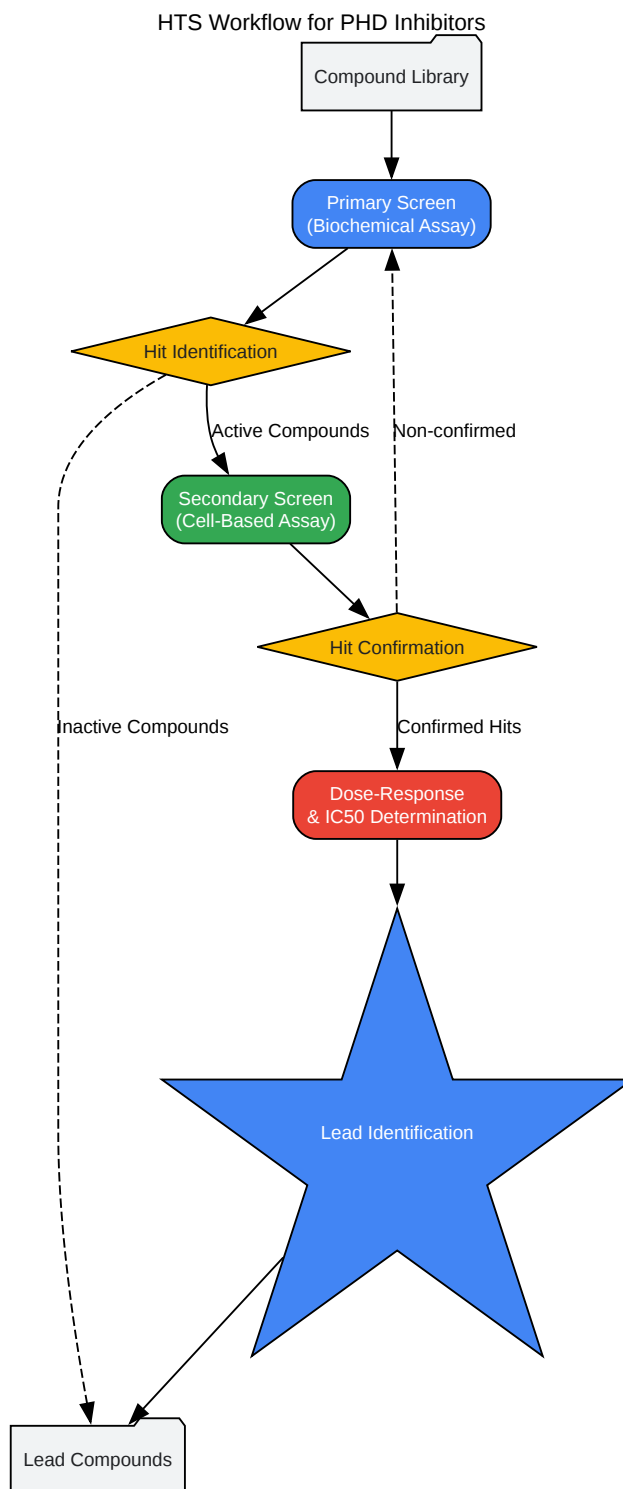 HTS Workflow for PHD Inhibitors
Compound Library
Primary Screen
(Biochemical Assay)
Hit Identification
Active Compounds
Non-confirmed
Secondary Screen
(Cell-Based Assay)
Hit Confirmation
Inactive Compounds
Confirmed Hits
Dose-Response
& IC50 Determination
Lead Identification
Lead Compounds